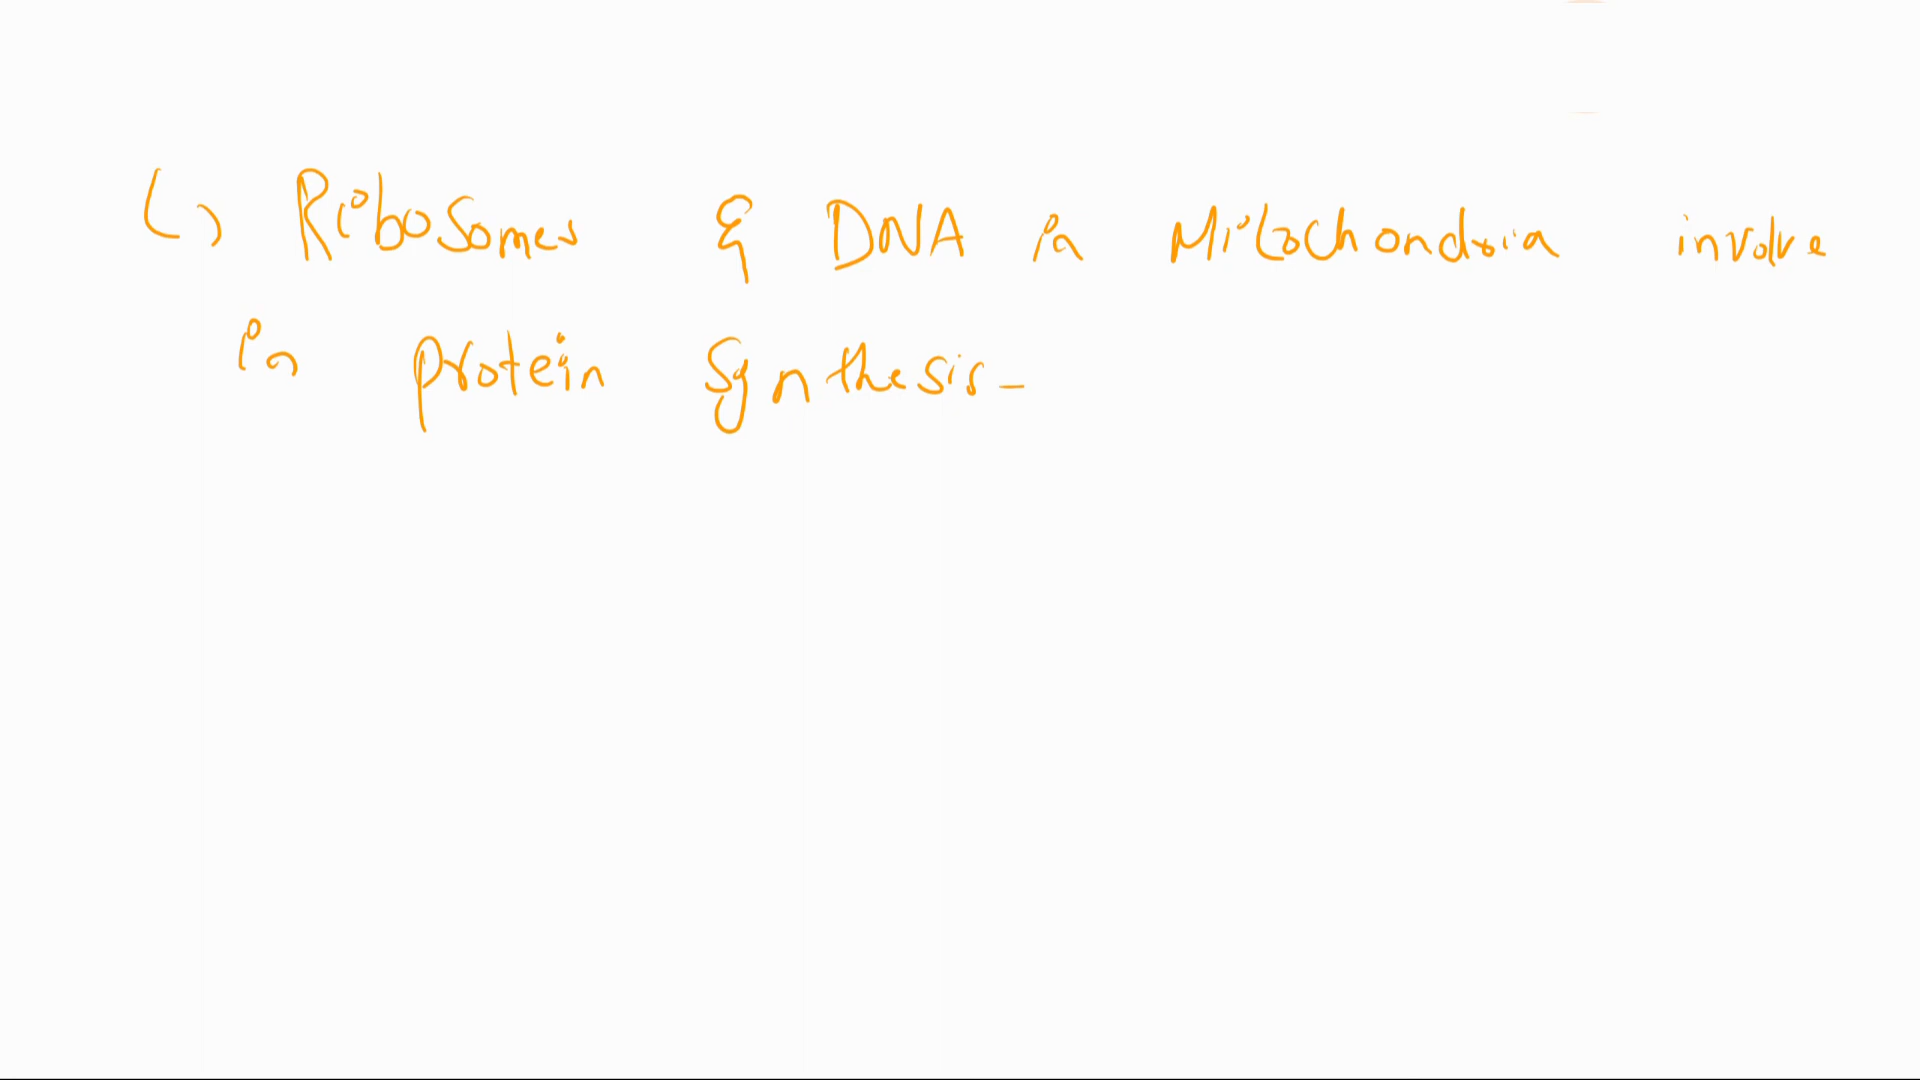 ↳ Ribosomes & DNA in Mitochondria involve
in protein Synthesis-